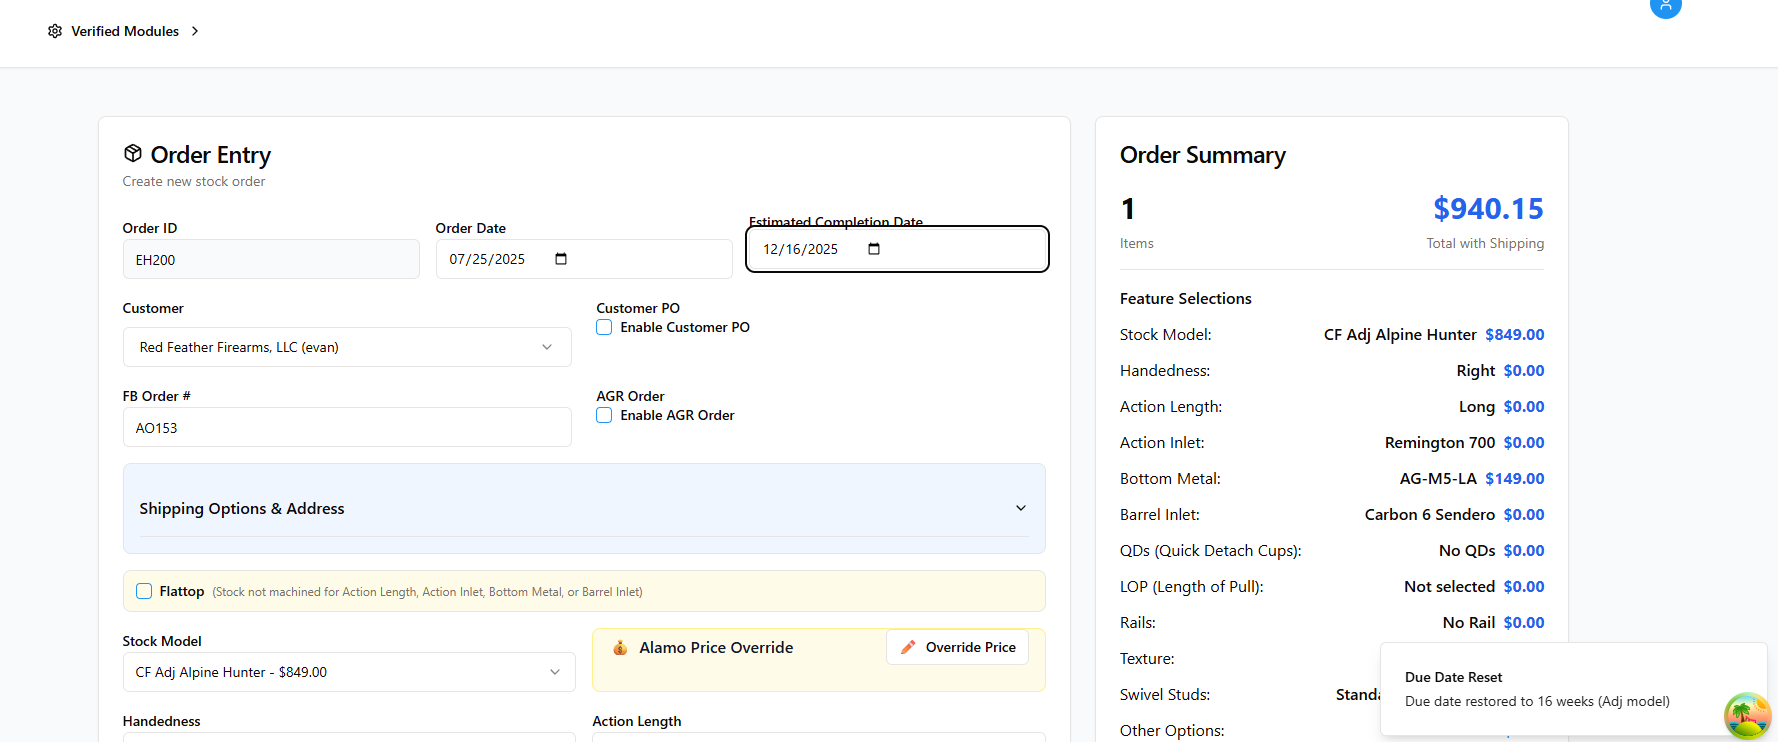 Verified Modules
Order Entry
Create new stock order
Order ID
EH200
Order Date
07/25/2025
Estimated Completion Date
12/16/2025
Customer
Red Feather Firearms, LLC (evan)
Customer PO
Enable Customer PO
FB Order #
AO153
AGR Order
Enable AGR Order
Shipping Options & Address
Flattop (Stock not machined for Action Length, Action Inlet, Bottom Metal, or Barrel Inlet)
Stock Model
CF Adj Alpine Hunter - $849.00
Alamo Price Override
Override Price
Handedness
Action Length
Order Summary
1
Items
$940.15
Total with Shipping
Feature Selections
Stock Model: CF Adj Alpine Hunter $849.00
Handedness: Right $0.00
Action Length: Long $0.00
Action Inlet: Remington 700 $0.00
Bottom Metal: AG-M5-LA $149.00
Barrel Inlet: Carbon 6 Sendero $0.00
QDs (Quick Detach Cups): No QDs $0.00
LOP (Length of Pull): Not selected $0.00
Rails: No Rail $0.00
Texture:
Swivel Studs:
Other Options:
Due Date Reset
Due date restored to 16 weeks (Adj model)